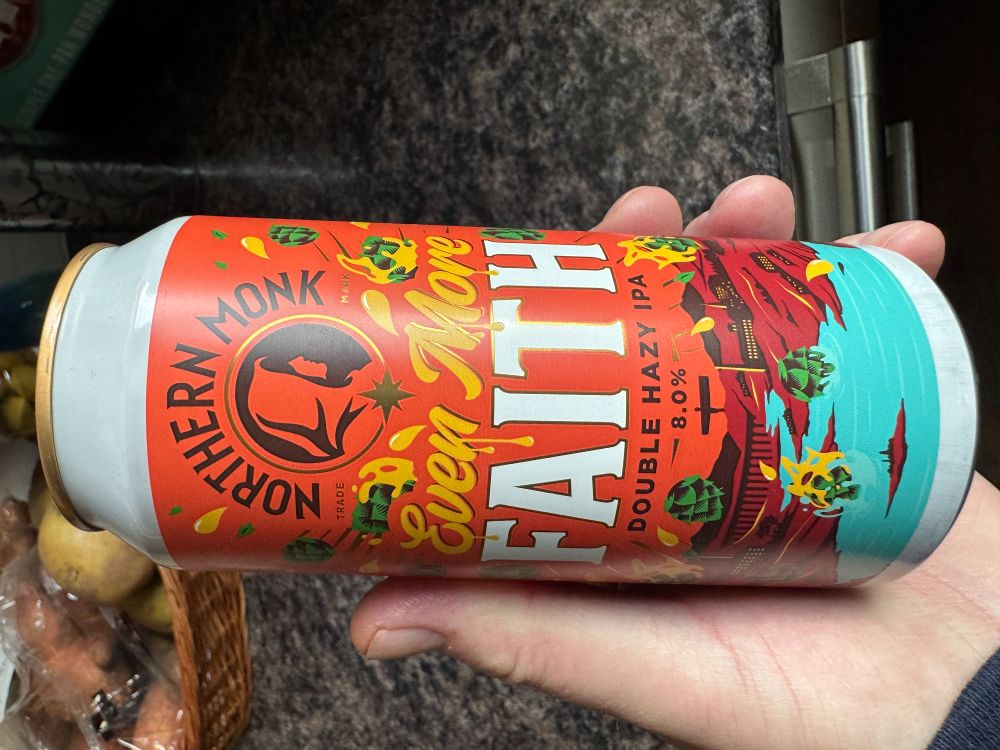 NORTHERN MONK
TRADE MARK
Even More
FAITH
DOUBLE HAZY IPA
8.0%